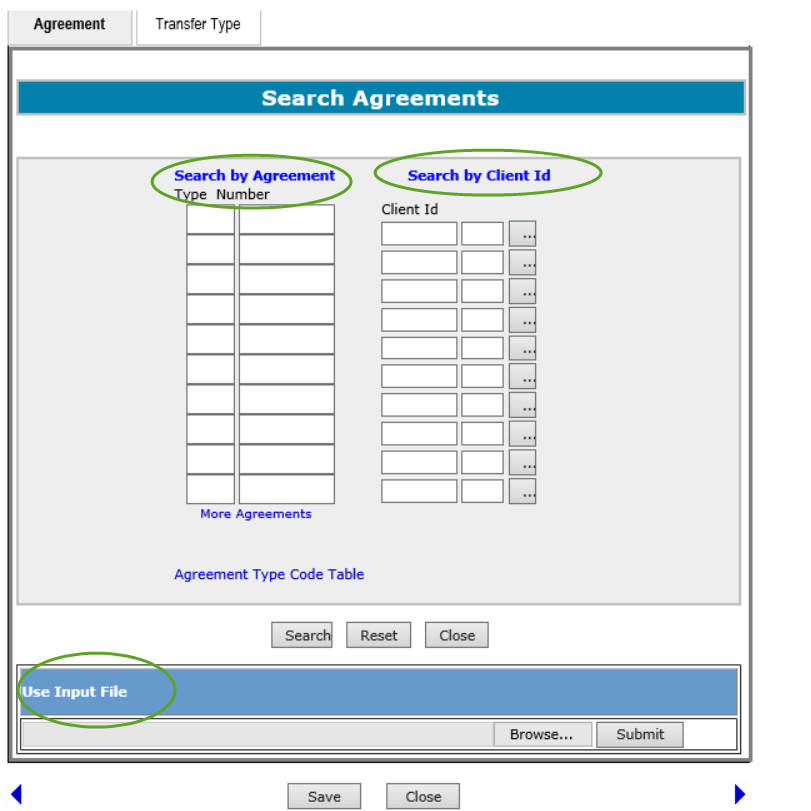 Agreement Transfer Type
Search Agreements
Search by Agreement Search by Client Id
Type Number
Client Id
...
...
...
...
...
...
...
...
...
...
More Agreements
Agreement Type Code Table
Search Reset Close
Use Input File
Browse... Submit
Save Close